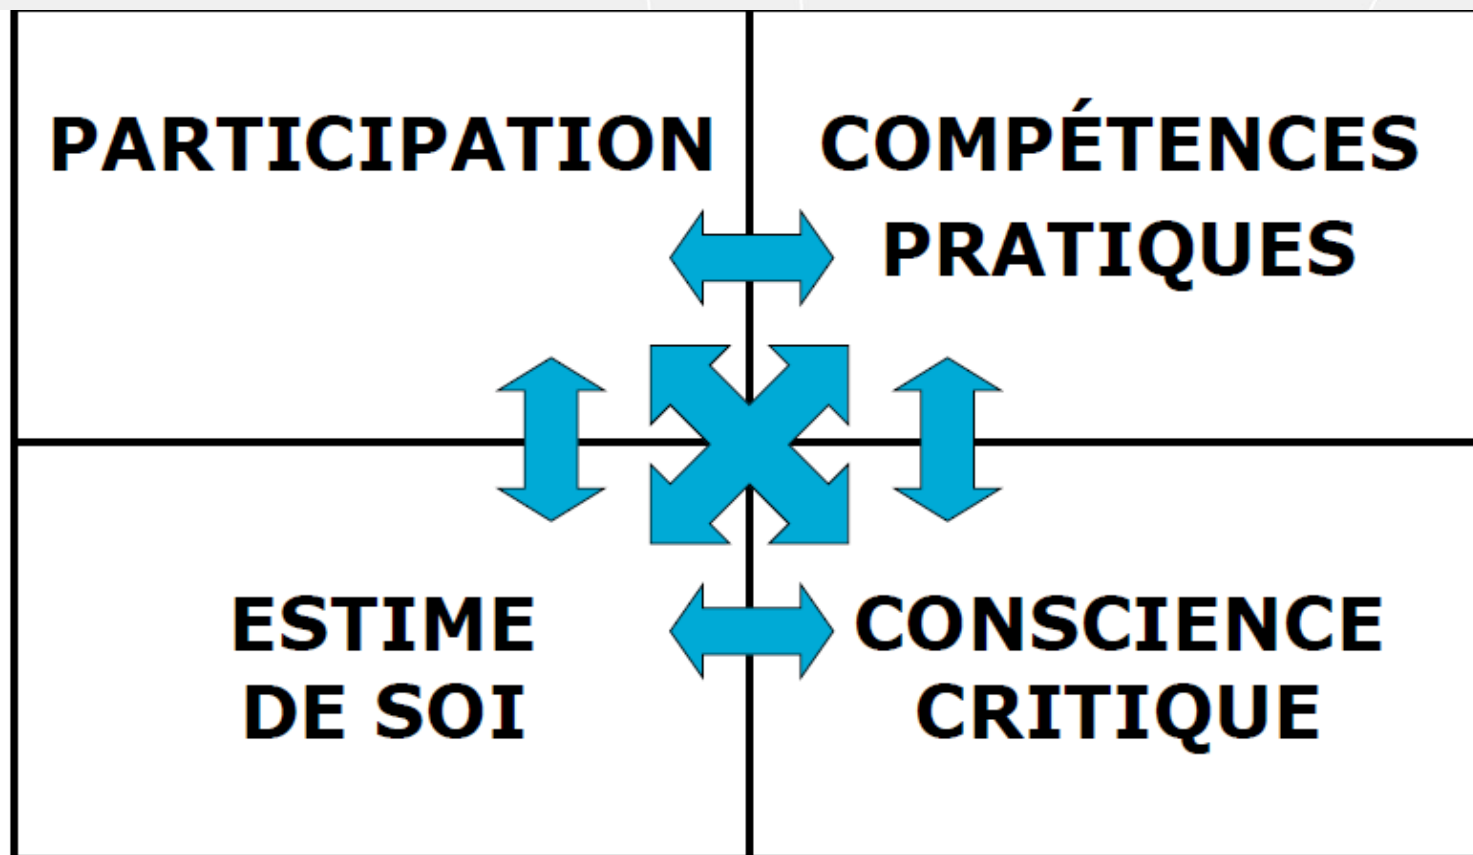 PARTICIPATION
COMPÉTENCES
PRATIQUES
ESTIME
DE SOI
CONSCIENCE
CRITIQUE